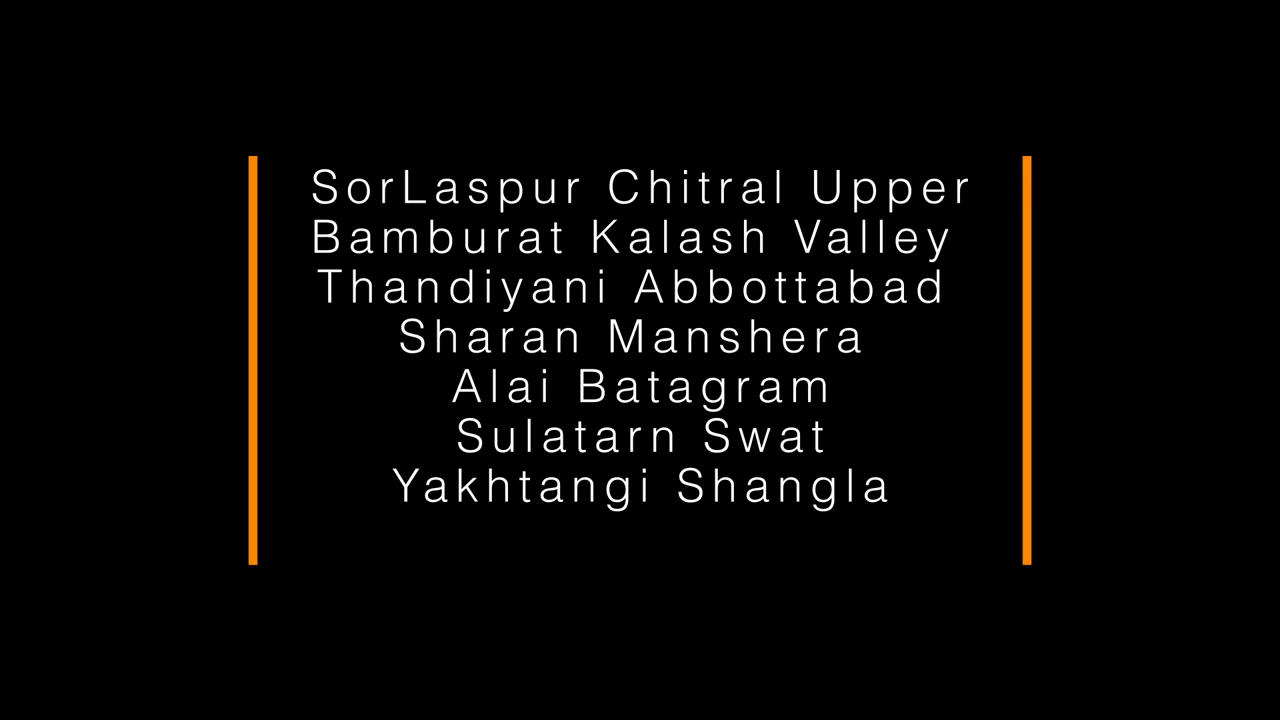 SorLaspur Chitral Upper
Bamburat Kalash Valley
Thandiyani Abbottabad
Sharan Manshera
Alai Batagram
Sulatarn Swat
Yakhtangi Shangla